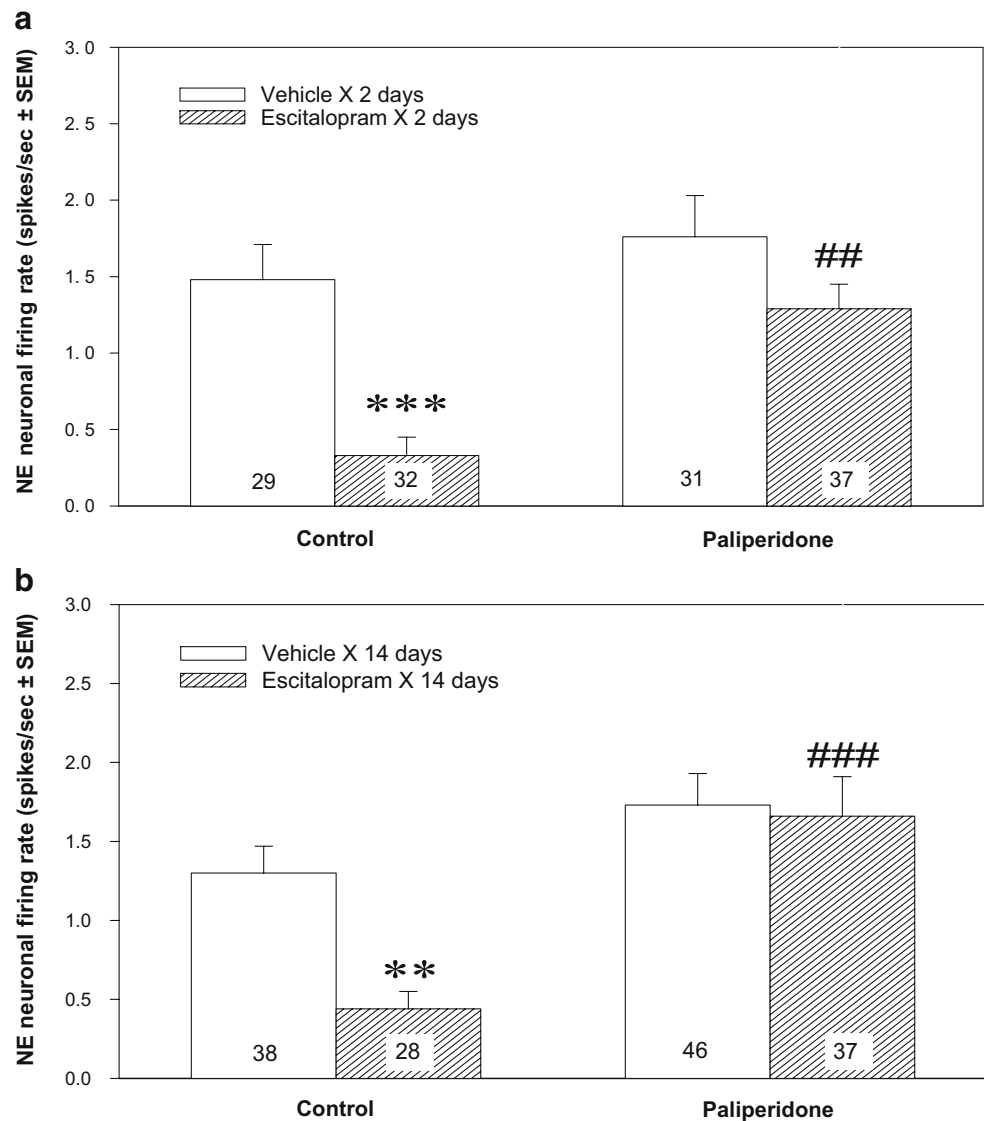 a
NE neuronal firing rate (spikes/sec ± SEM)
3. 0
2. 5
2. 0
1. 5
1. 0
0. 5
0. 0
Vehicle X 2 days
Escitalopram X 2 days
***
##
29
32
31
37
Control
Paliperidone
b
NE neuronal firing rate (spikes/sec ± SEM)
3.0
2.5
2.0
1.5
1.0
0.5
0.0
Vehicle X 14 days
Escitalopram X 14 days
**
###
38
28
46
37
Control
Paliperidone